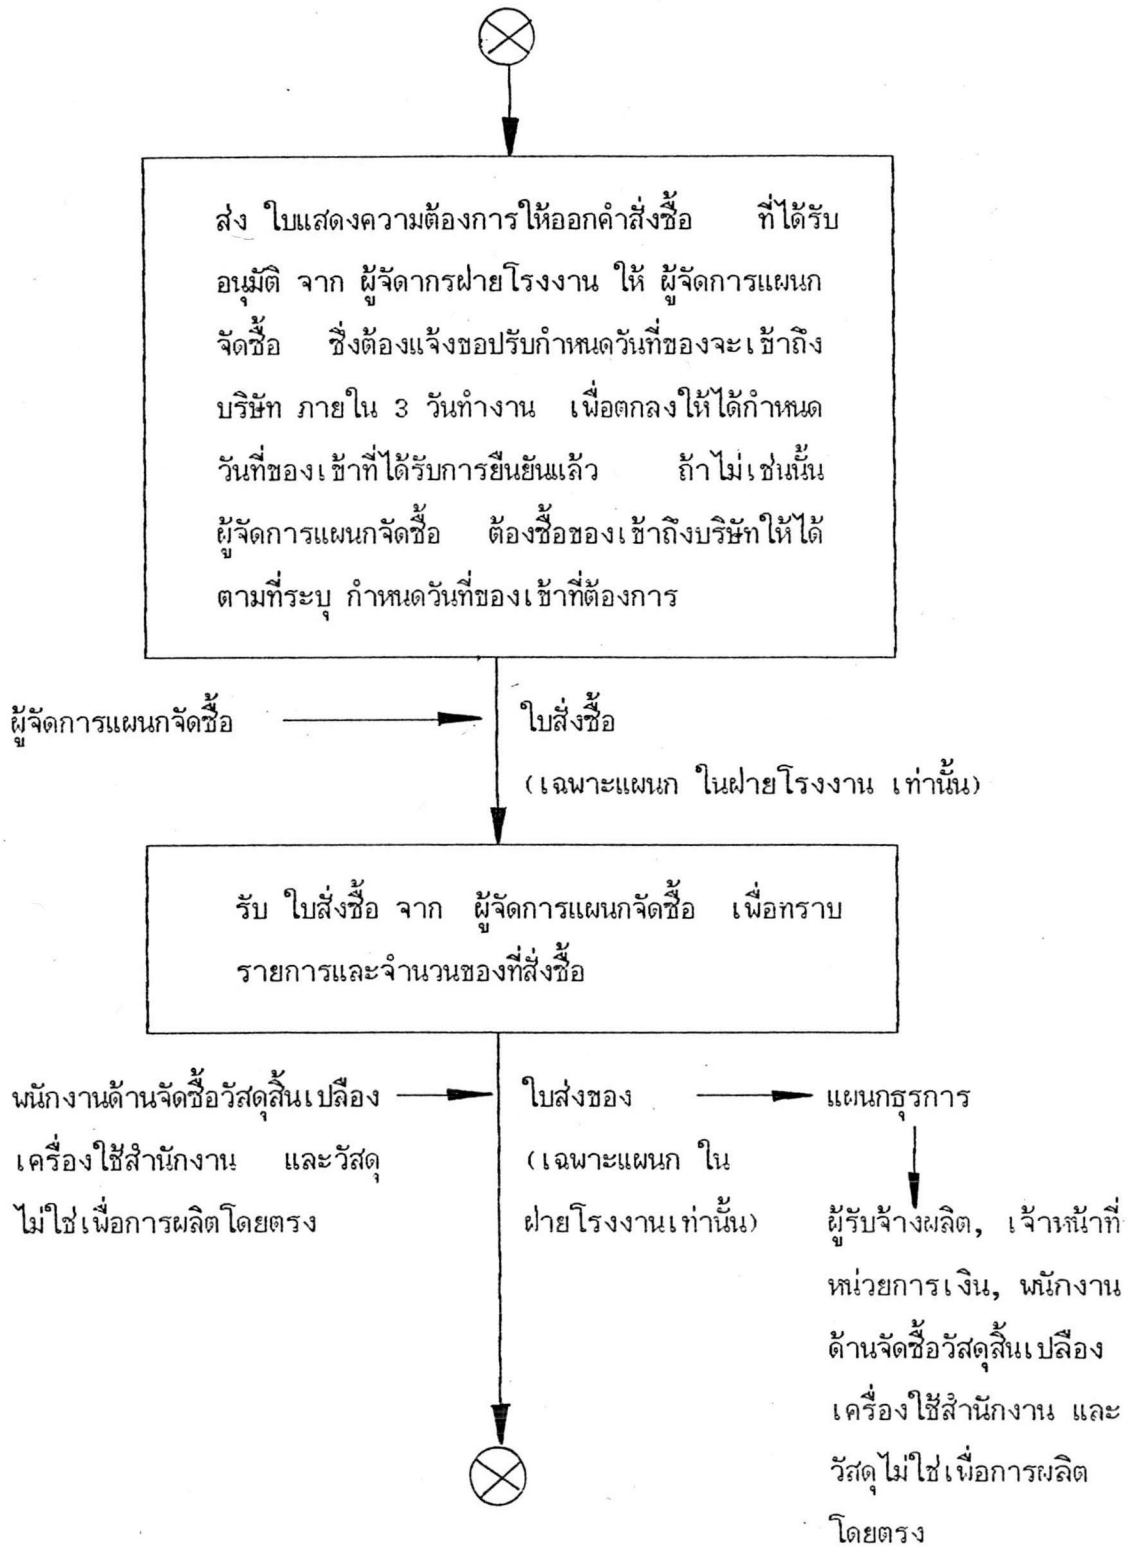 ส่ง ใบแสดงความต้องการให้ออกคำสั่งซื้อ ที่ได้รับ
อนุมัติ จาก ผู้จัดากรฝ่ายโรงงาน ให้ ผู้จัดการแผนก
จัดซื้อ ซึ่งต้องแจ้งขอปรับกำหนดวันที่ของจะเข้าถึง
บริษัท ภายใน 3 วันทำงาน เพื่อตกลงให้ได้กำหนด
วันที่ของเข้าที่ได้รับการยืนยันแล้ว ถ้าไม่เช่นนั้น
ผู้จัดการแผนกจัดซื้อ ต้องซื้อของเข้าถึงบริษัทให้ได้
ตามที่ระบุ กำหนดวันที่ของเข้าที่ต้องการ
ผู้จัดการแผนกจัดซื้อ
ใบสั่งซื้อ
(เฉพาะแผนก ในฝ่ายโรงงาน เท่านั้น)
รับ ใบสั่งซื้อ จาก ผู้จัดการแผนกจัดซื้อ เพื่อทราบ
รายการและจำนวนของที่สั่งซื้อ
พนักงานด้านจัดซื้อวัสดุสิ้นเปลือง
เครื่องใช้สำนักงาน และวัสดุ
ไม่ใช่เพื่อการผลิตโดยตรง
ใบส่งของ
(เฉพาะแผนก ใน
ฝ่ายโรงงานเท่านั้น)
แผนกธุรการ
ผู้รับจ้างผลิต, เจ้าหน้าที่
หน่วยการเงิน, พนักงาน
ด้านจัดซื้อวัสดุสิ้นเปลือง
เครื่องใช้สำนักงาน และ
วัสดุไม่ใช่เพื่อการผลิต
โดยตรง